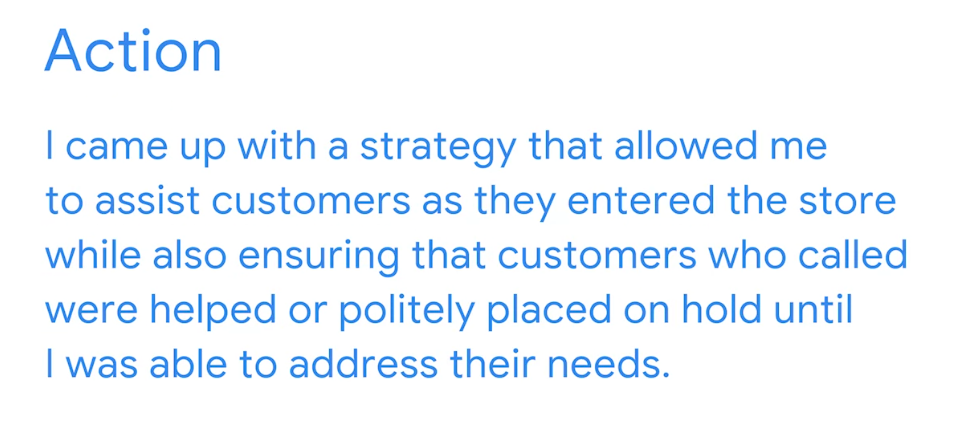 Action
I came up with a strategy that allowed me
to assist customers as they entered the store
while also ensuring that customers who called
were helped or politely placed on hold until
I was able to address their needs.